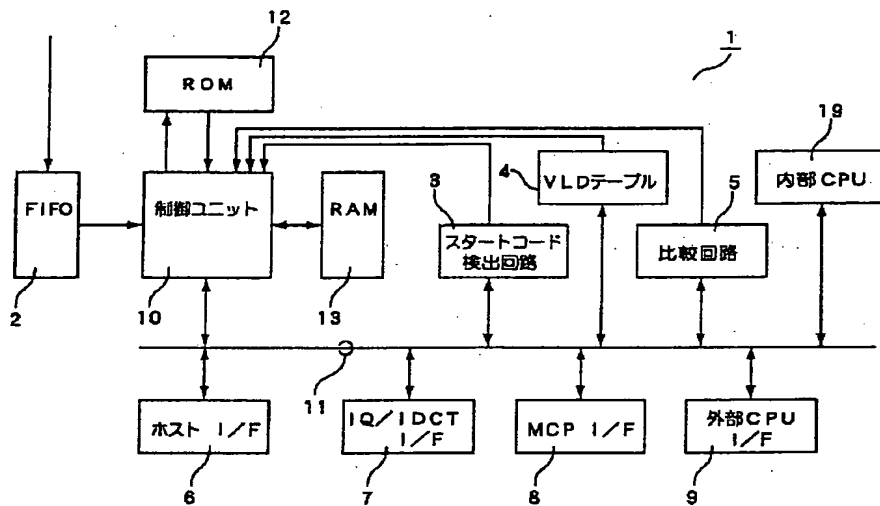 12
1
ROM
19
3
4
VLDテーブル
内部CPU
5
FIFO
制御ユニット
RAM
スタートコード
検出回路
比較回路
2
10
13
11
ホスト I/F
IQ/IDCT
I/F
MCP I/F
外部CPU
I/F
6
7
8
9